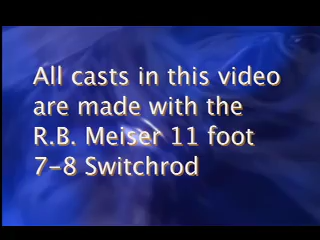 All casts in this video
are made with the
R.B. Meiser 11 foot
7-8 Switchrod